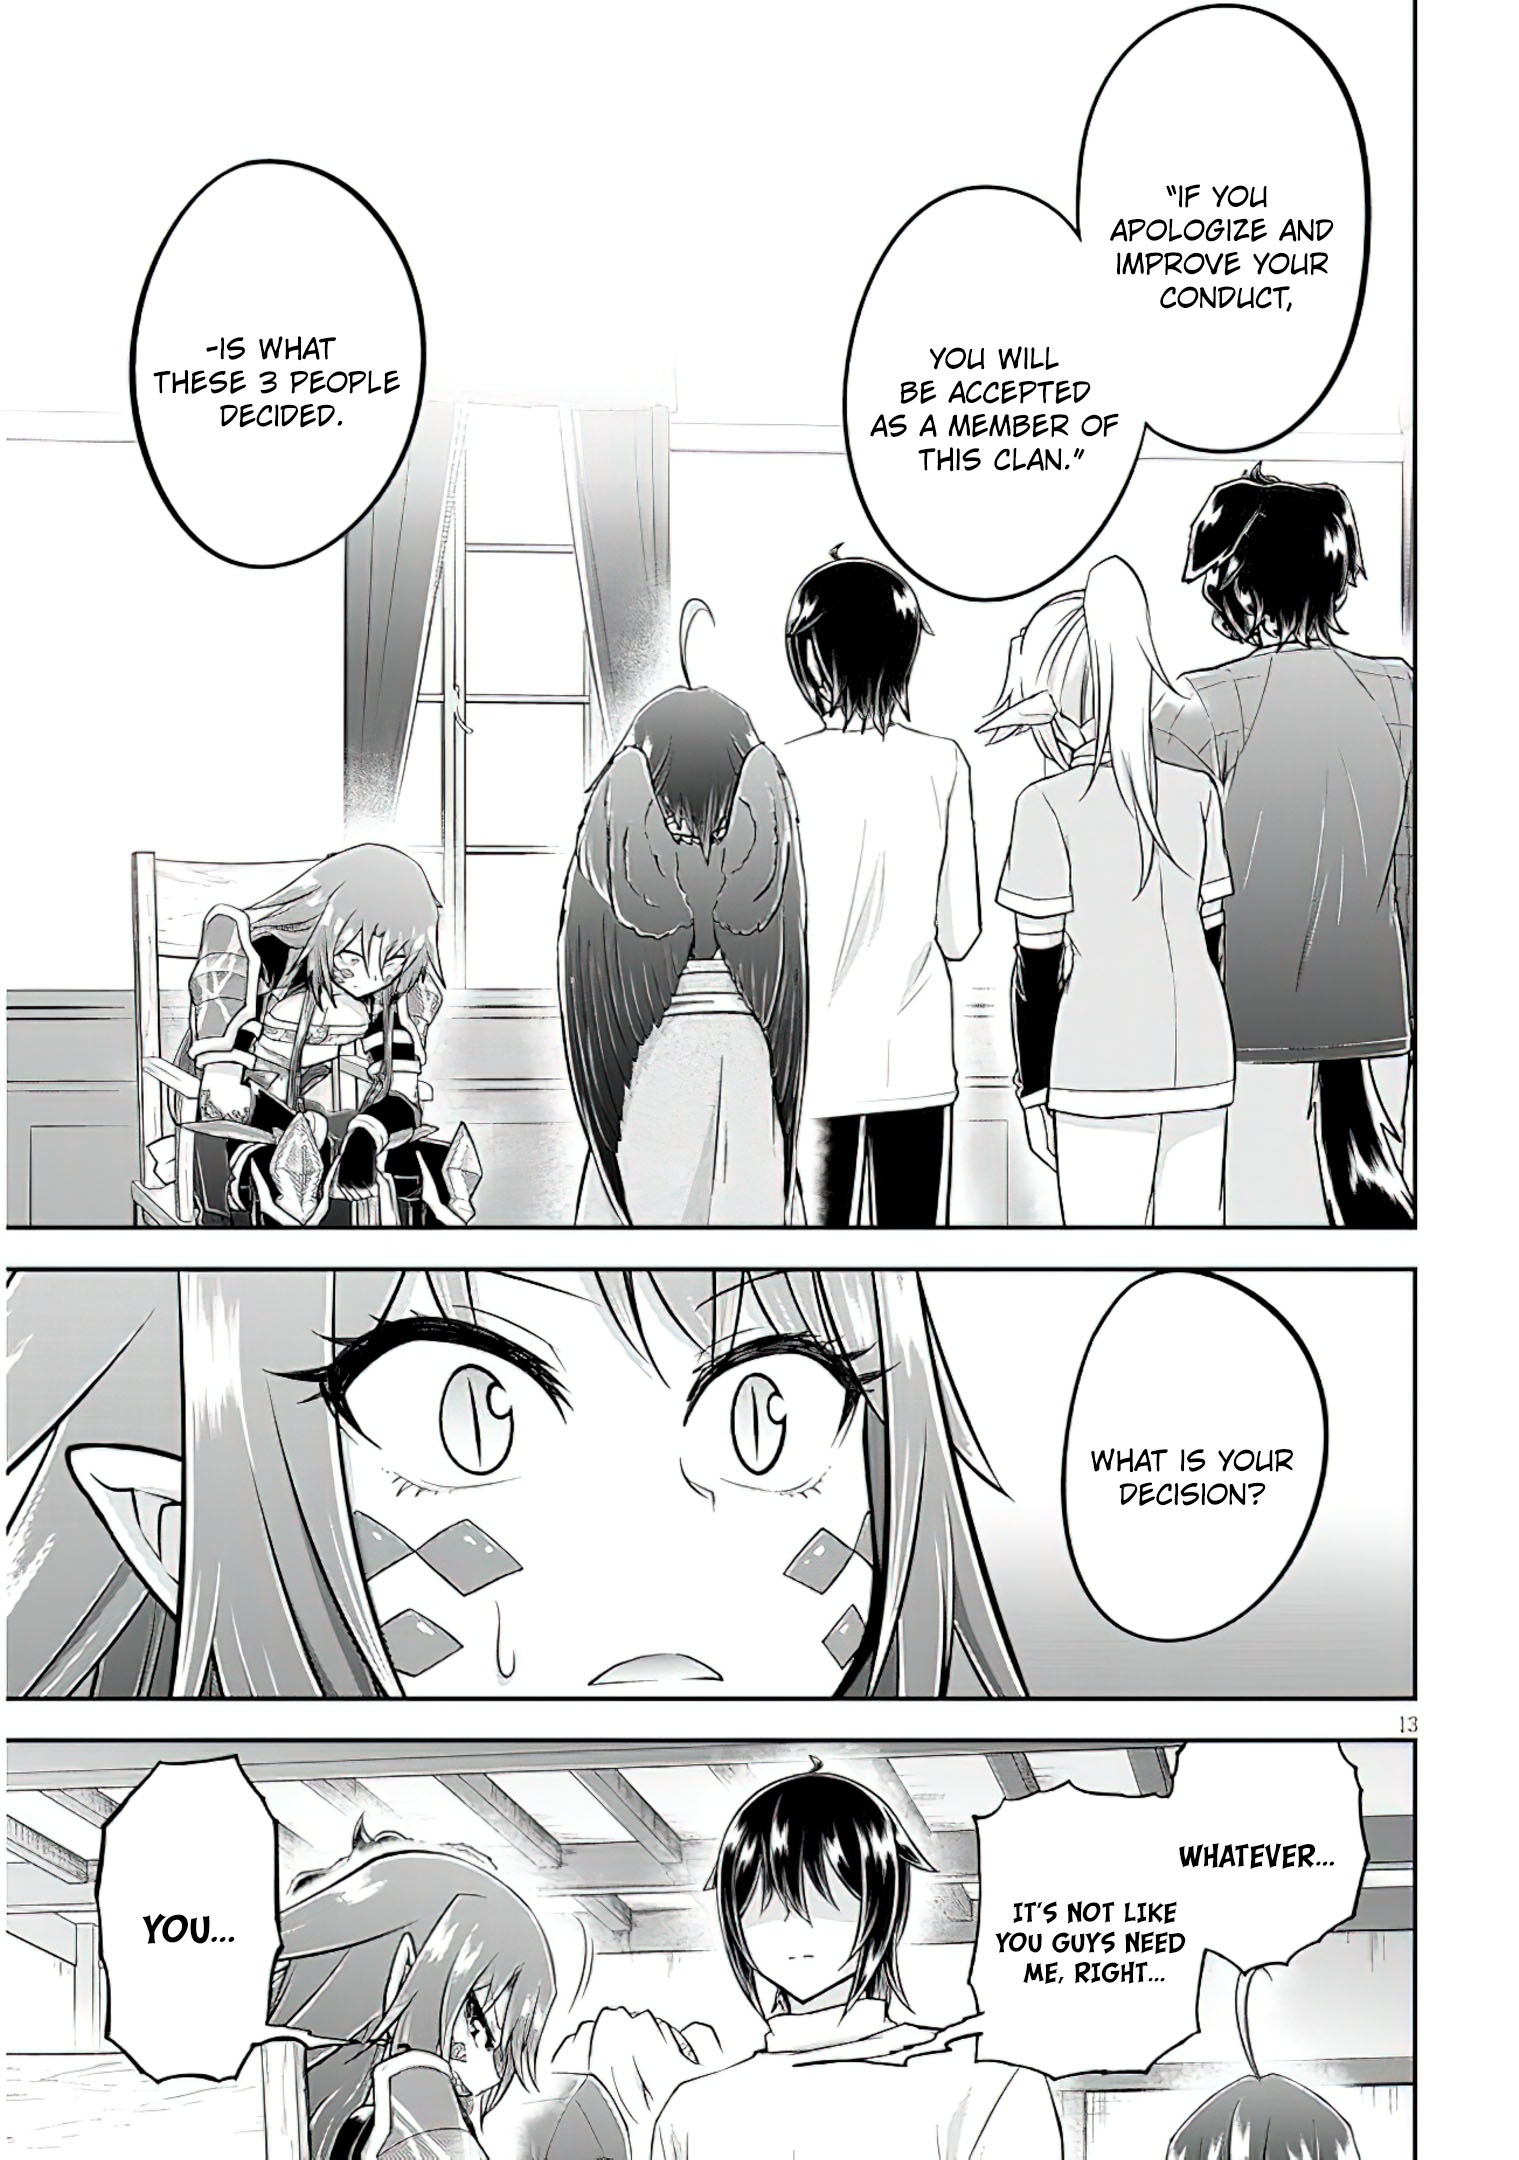 "IF YOU
APOLOGIZE AND
IMPROVE YOUR
CONDUCT,
YOU WILL
BE ACCEPTED
AS A MEMBER OF
THIS CLAN."
-IS WHAT
THESE 3 PEOPLE
DECIDED.
WHAT IS YOUR
DECISION?
13
WHATEVER...
IT'S NOT LIKE
YOU GUYS NEED
ME, RIGHT...
YOU...